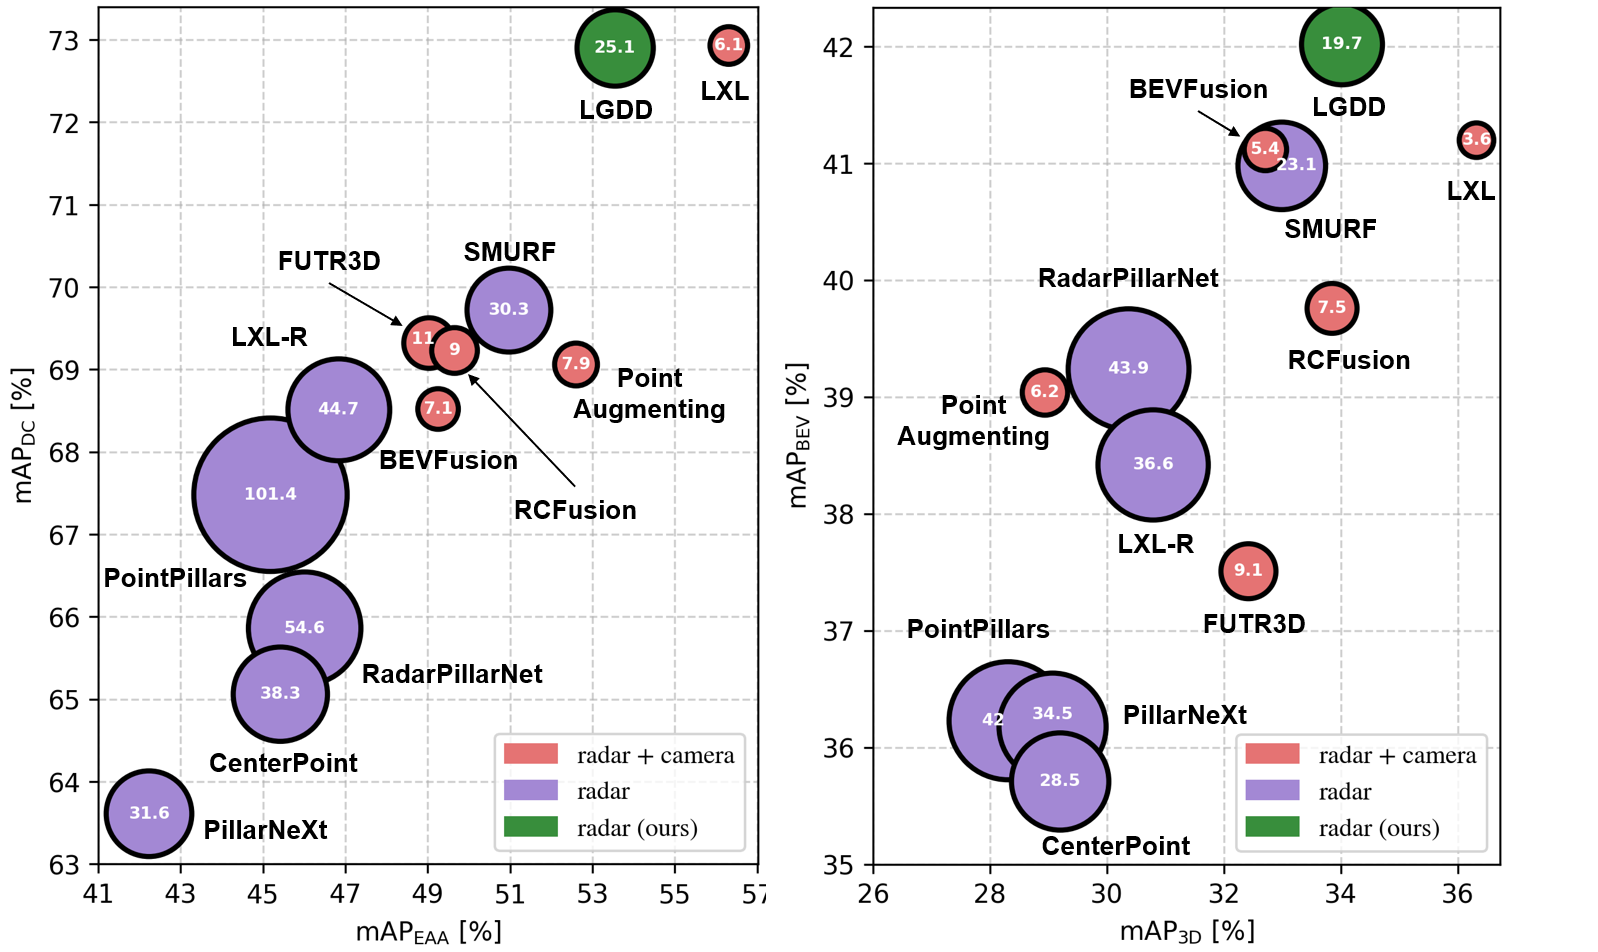 73
72
71
70
69
68
67
66
65
64
63
mAP_DC [%]
25.1
LGDD
6.1
LXL
SMURF
30.3
FUTR3D
11
9
7.9
Point
Augmenting
LXL-R
44.7
7.1
BEVFusion
RCFusion
101.4
PointPillars
54.6
RadarPillarNet
38.3
CenterPoint
31.6
PillarNeXt
radar + camera
radar
radar (ours)
41 43 45 47 49 51 53 55 57
mAP_EAA [%]
42
41
40
39
38
37
36
35
mAP_BEV [%]
19.7
LGDD
BEVFusion
5.4
23.1
SMURF
3.6
LXL
RadarPillarNet
43.9
7.5
RCFusion
6.2
Point
Augmenting
36.6
LXL-R
9.1
FUTR3D
PointPillars
42
34.5
PillarNeXt
28.5
CenterPoint
radar + camera
radar
radar (ours)
26 28 30 32 34 36
mAP_3D [%]